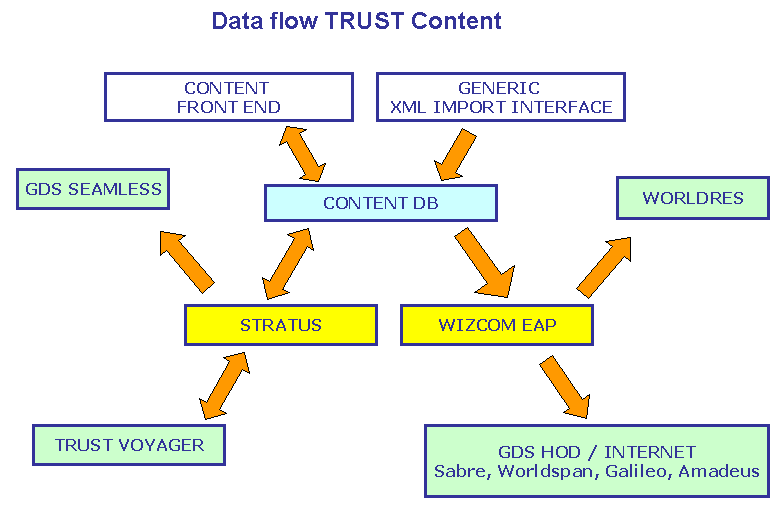 Data flow TRUST Content
CONTENT
FRONT END
GENERIC
XML IMPORT INTERFACE
GDS SEAMLESS
CONTENT DB
WORLDRES
STRATUS
WIZCOM EAP
TRUST VOYAGER
GDS HOD / INTERNET
Sabre, Worldspan, Galileo, Amadeus